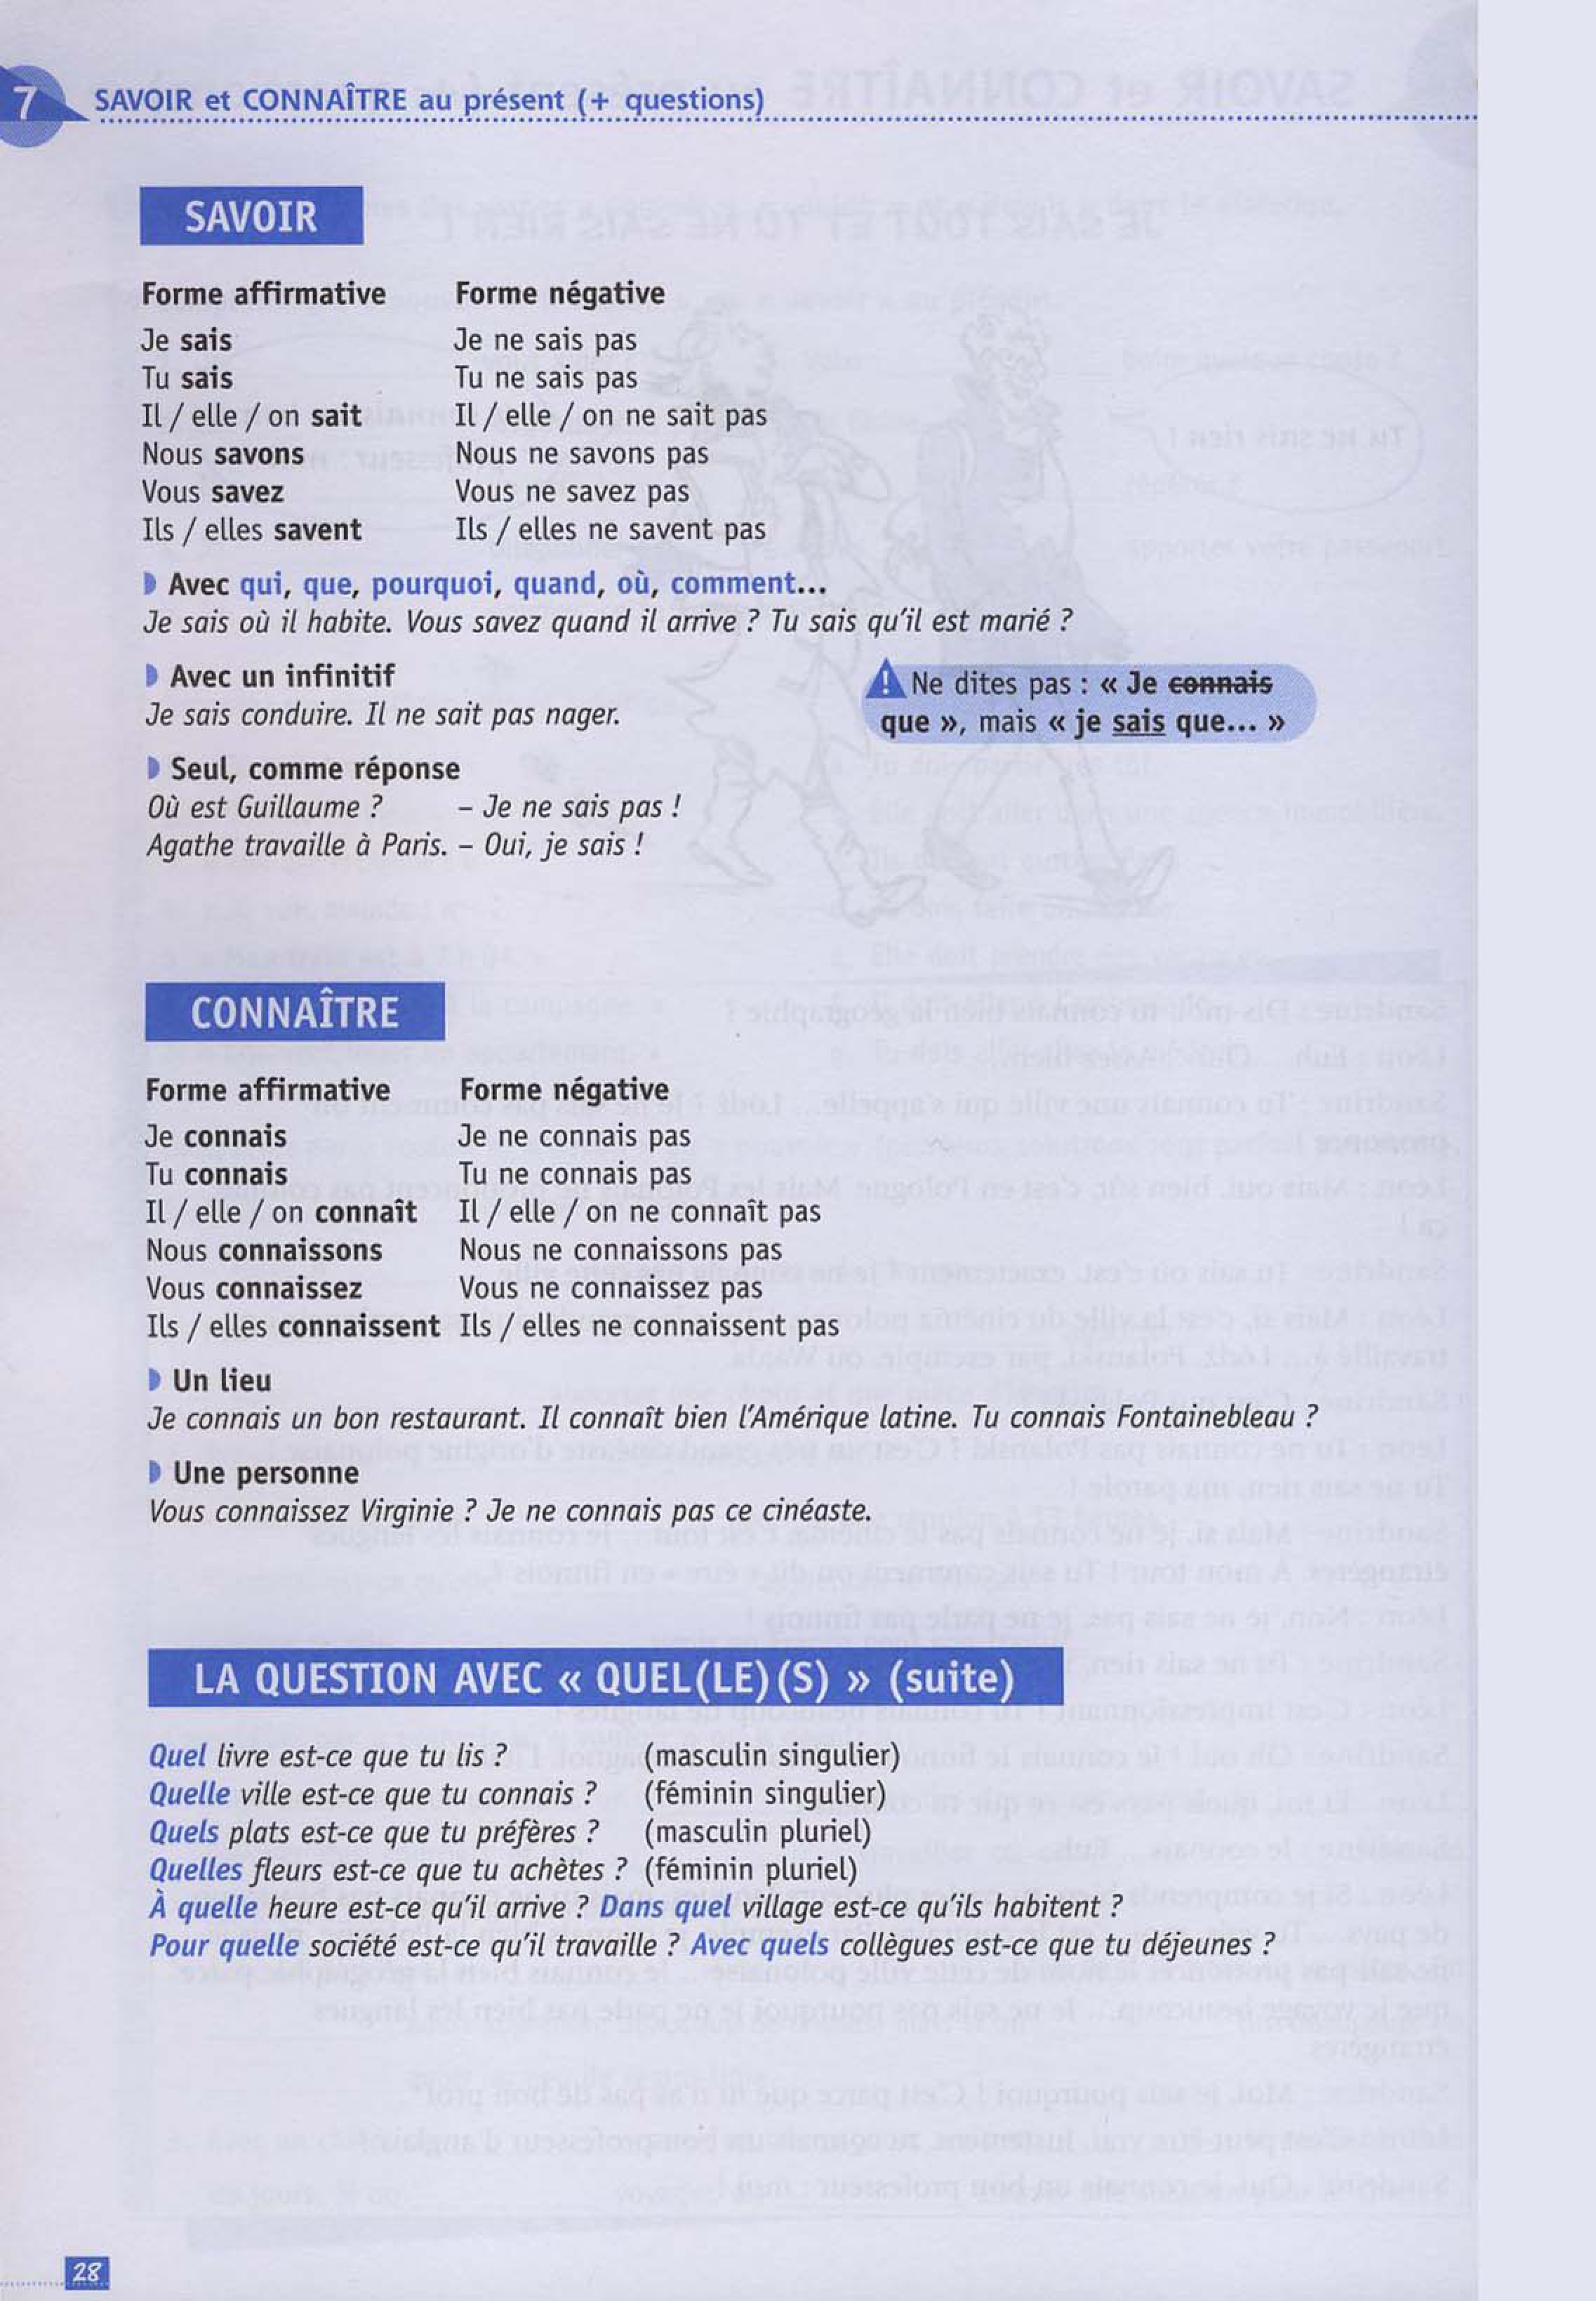 7
SAVOIR et CONNAÎTRE au présent (+ questions)
SAVOIR
Forme affirmative Forme négative
Je sais Je ne sais pas
Tu sais Tu ne sais pas
Il / elle / on sait Il / elle / on ne sait pas
Nous savons Nous ne savons pas
Vous savez Vous ne savez pas
Ils / elles savent Ils / elles ne savent pas
Avec qui, que, pourquoi, quand, où, comment...
Je sais où il habite. Vous savez quand il arrive ? Tu sais qu'il est marié ?
Avec un infinitif
Je sais conduire. Il ne sait pas nager.
! Ne dites pas : « Je connais
que », mais « je sais que... »
Seul, comme réponse
Où est Guillaume ? – Je ne sais pas !
Agathe travaille à Paris. – Oui, je sais !
CONNAÎTRE
Forme affirmative Forme négative
Je connais Je ne connais pas
Tu connais Tu ne connais pas
Il / elle / on connaît Il / elle / on ne connaît pas
Nous connaissons Nous ne connaissons pas
Vous connaissez Vous ne connaissez pas
Ils / elles connaissent Ils / elles ne connaissent pas
Un lieu
Je connais un bon restaurant. Il connaît bien l'Amérique latine. Tu connais Fontainebleau ?
Une personne
Vous connaissez Virginie ? Je ne connais pas ce cinéaste.
LA QUESTION AVEC « QUEL(LE)(S) » (suite)
Quel livre est-ce que tu lis ? (masculin singulier)
Quelle ville est-ce que tu connais ? (féminin singulier)
Quels plats est-ce que tu préfères ? (masculin pluriel)
Quelles fleurs est-ce que tu achètes ? (féminin pluriel)
À quelle heure est-ce qu'il arrive ? Dans quel village est-ce qu'ils habitent ?
Pour quelle société est-ce qu'il travaille ? Avec quels collègues est-ce que tu déjeunes ?
28